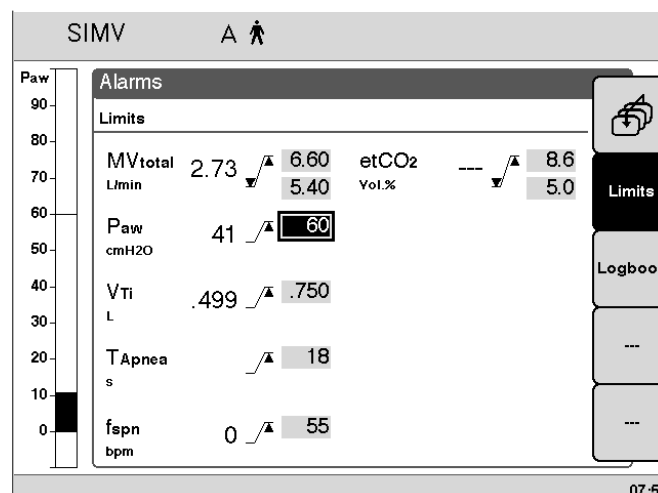 SIMV A
Paw
90
80
70
60
50
40
30
20
10
0
Alarms
Limits
MVtotal 2.73 6.60 etCO2 --- 8.6
L/min 5.40 Vol.% 5.0
Paw 41 60
cmH2O
VTi .499 .750
L
TApnea 18
s
fspn 0 55
bpm
Limits
Logboo
---
---
07:5